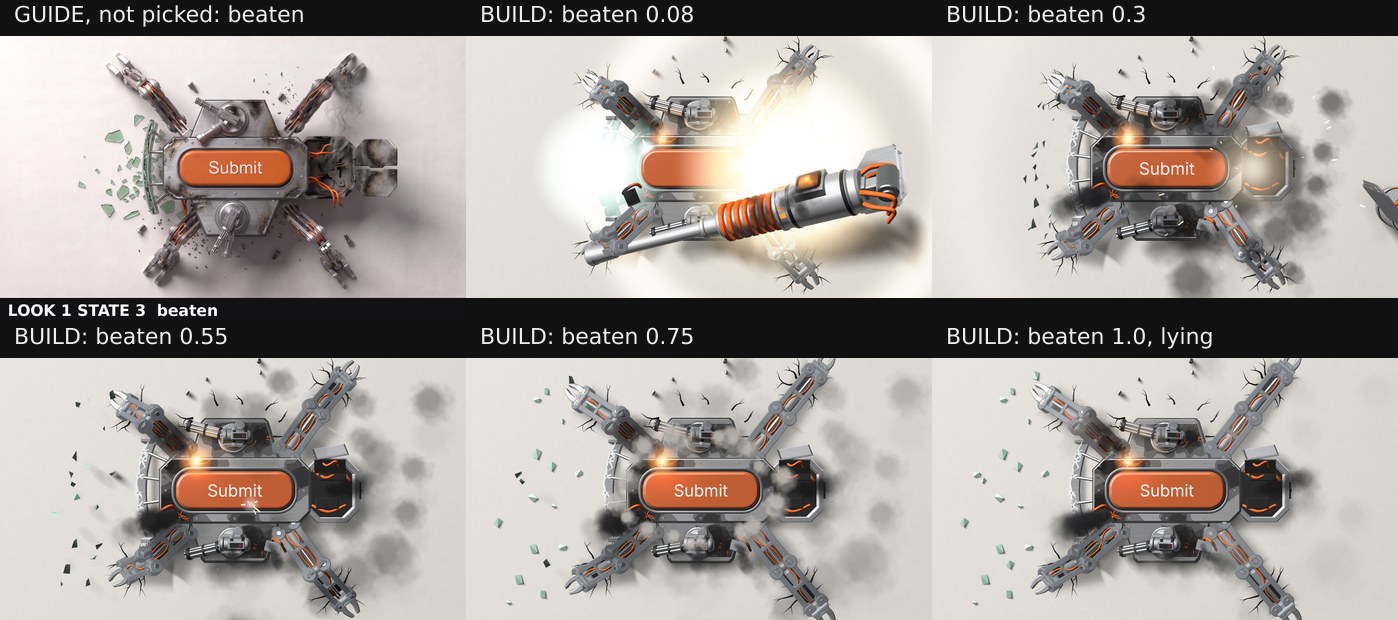 GUIDE, not picked: beaten
BUILD: beaten 0.08
BUILD: beaten 0.3
Submit
Submit
LOOK 1 STATE 3 beaten
BUILD: beaten 0.55
BUILD: beaten 0.75
BUILD: beaten 1.0, lying
Submit
Submit
Submit